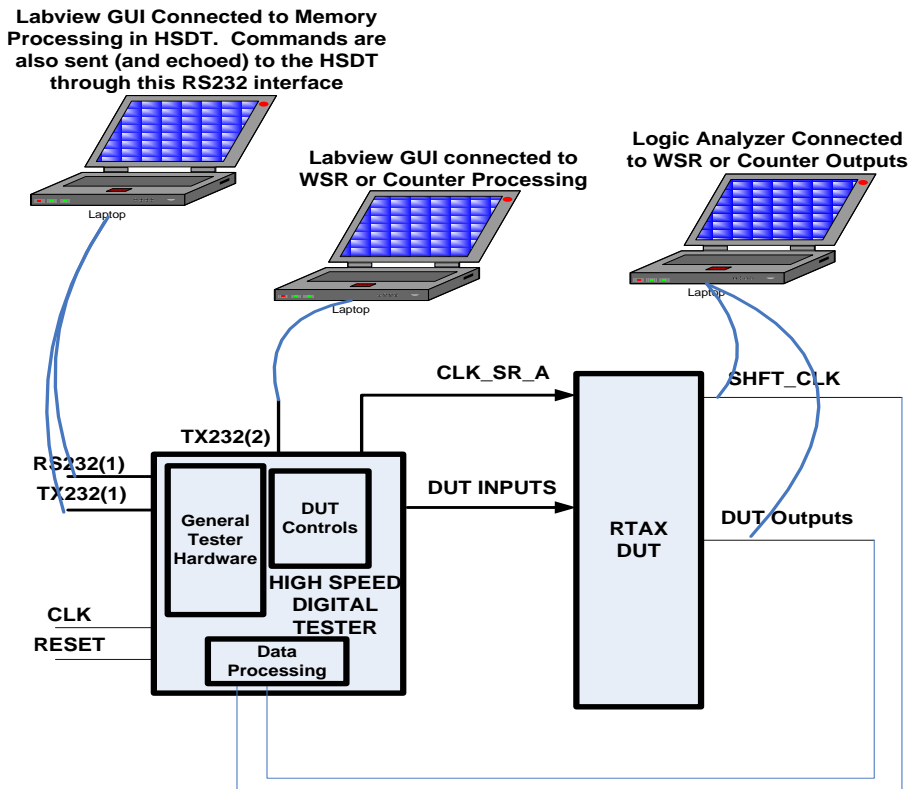 Labview GUI Connected to Memory
Processing in HSDT.  Commands are
also sent (and echoed) to the HSDT
through this RS232 interface
Laptop
Labview GUI connected to
WSR or Counter Processing
Laptop
Logic Analyzer Connected
to WSR or Counter Outputs
Laptop
CLK_SR_A
SHFT_CLK
TX232(2)
RS232(1)
TX232(1)
DUT INPUTS
DUT Outputs
General
Tester
Hardware
DUT
Controls
HIGH SPEED
DIGITAL
TESTER
RTAX
DUT
CLK
RESET
Data
Processing